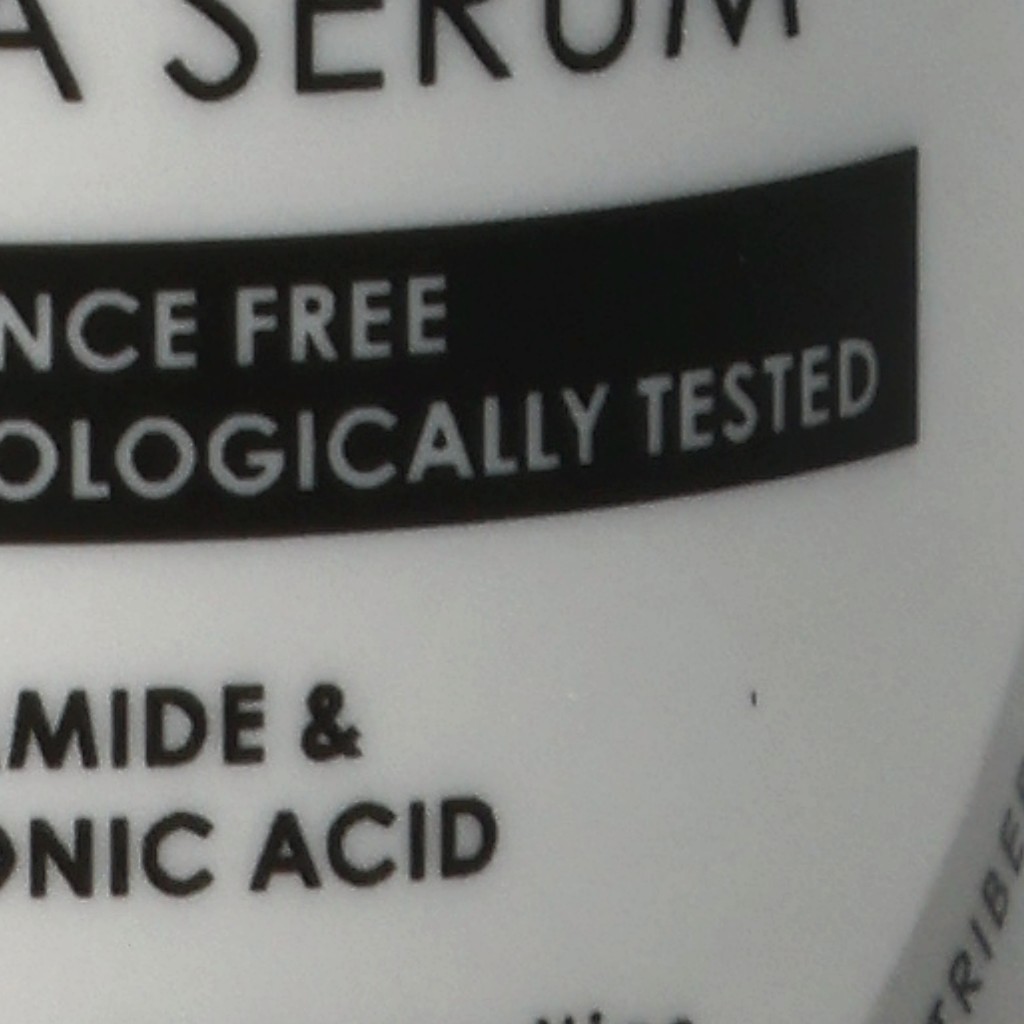 A SERUM
NCE FREE
OLOGICALLY TESTED
MIDE &
ONIC ACID
TRIBE